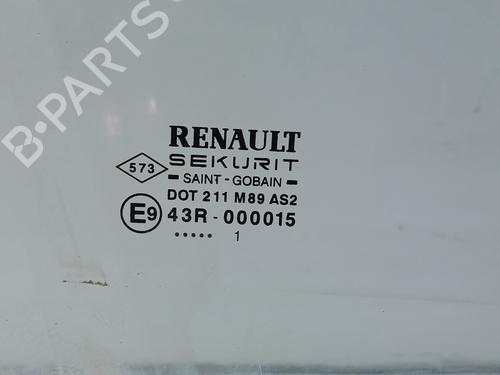 B-PARTS
RENAULT
SEKURIT
573
SAINT - GOBAIN
DOT 211 M89 AS2
E9 43R - 000015
..... 1